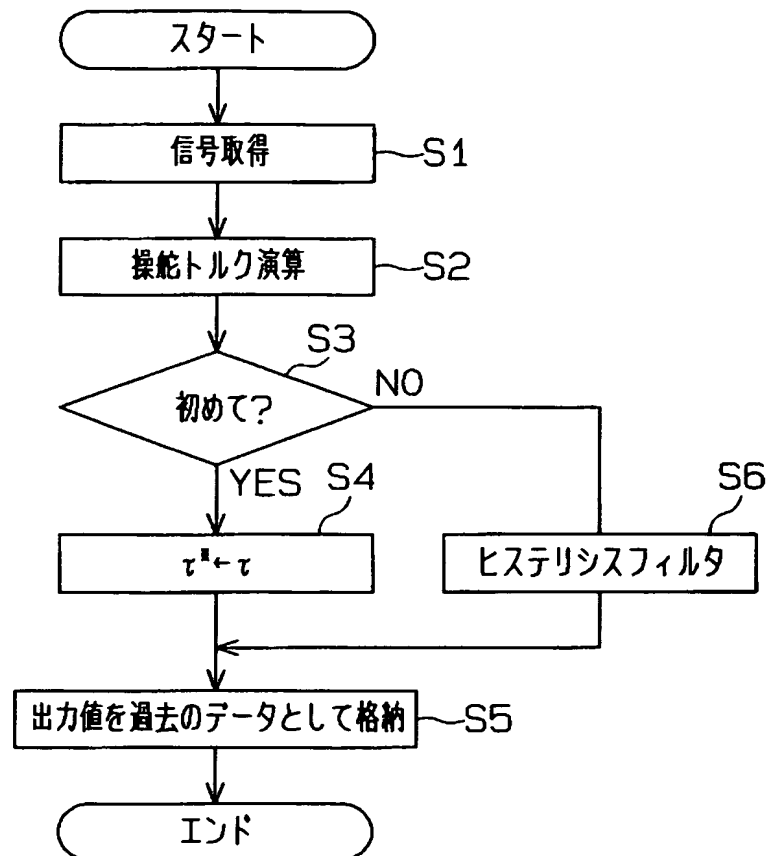 スタート
信号取得
S1
操舵トルク演算
S2
S3
初めて?
NO
YES
S4
S6
τ*←τ
ヒステリシスフィルタ
出力値を過去のデータとして格納
S5
エンド